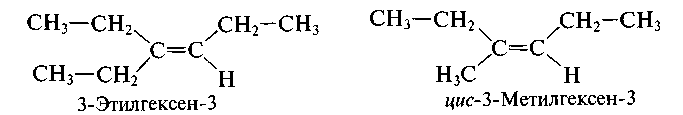 CH₃—CH₂ CH₂—CH₃ CH₃—CH₂ CH₂—CH₃
C=C C=C
CH₃—CH₂ H H₃C H
3-Этилгексен-3 цис-3-Метилгексен-3